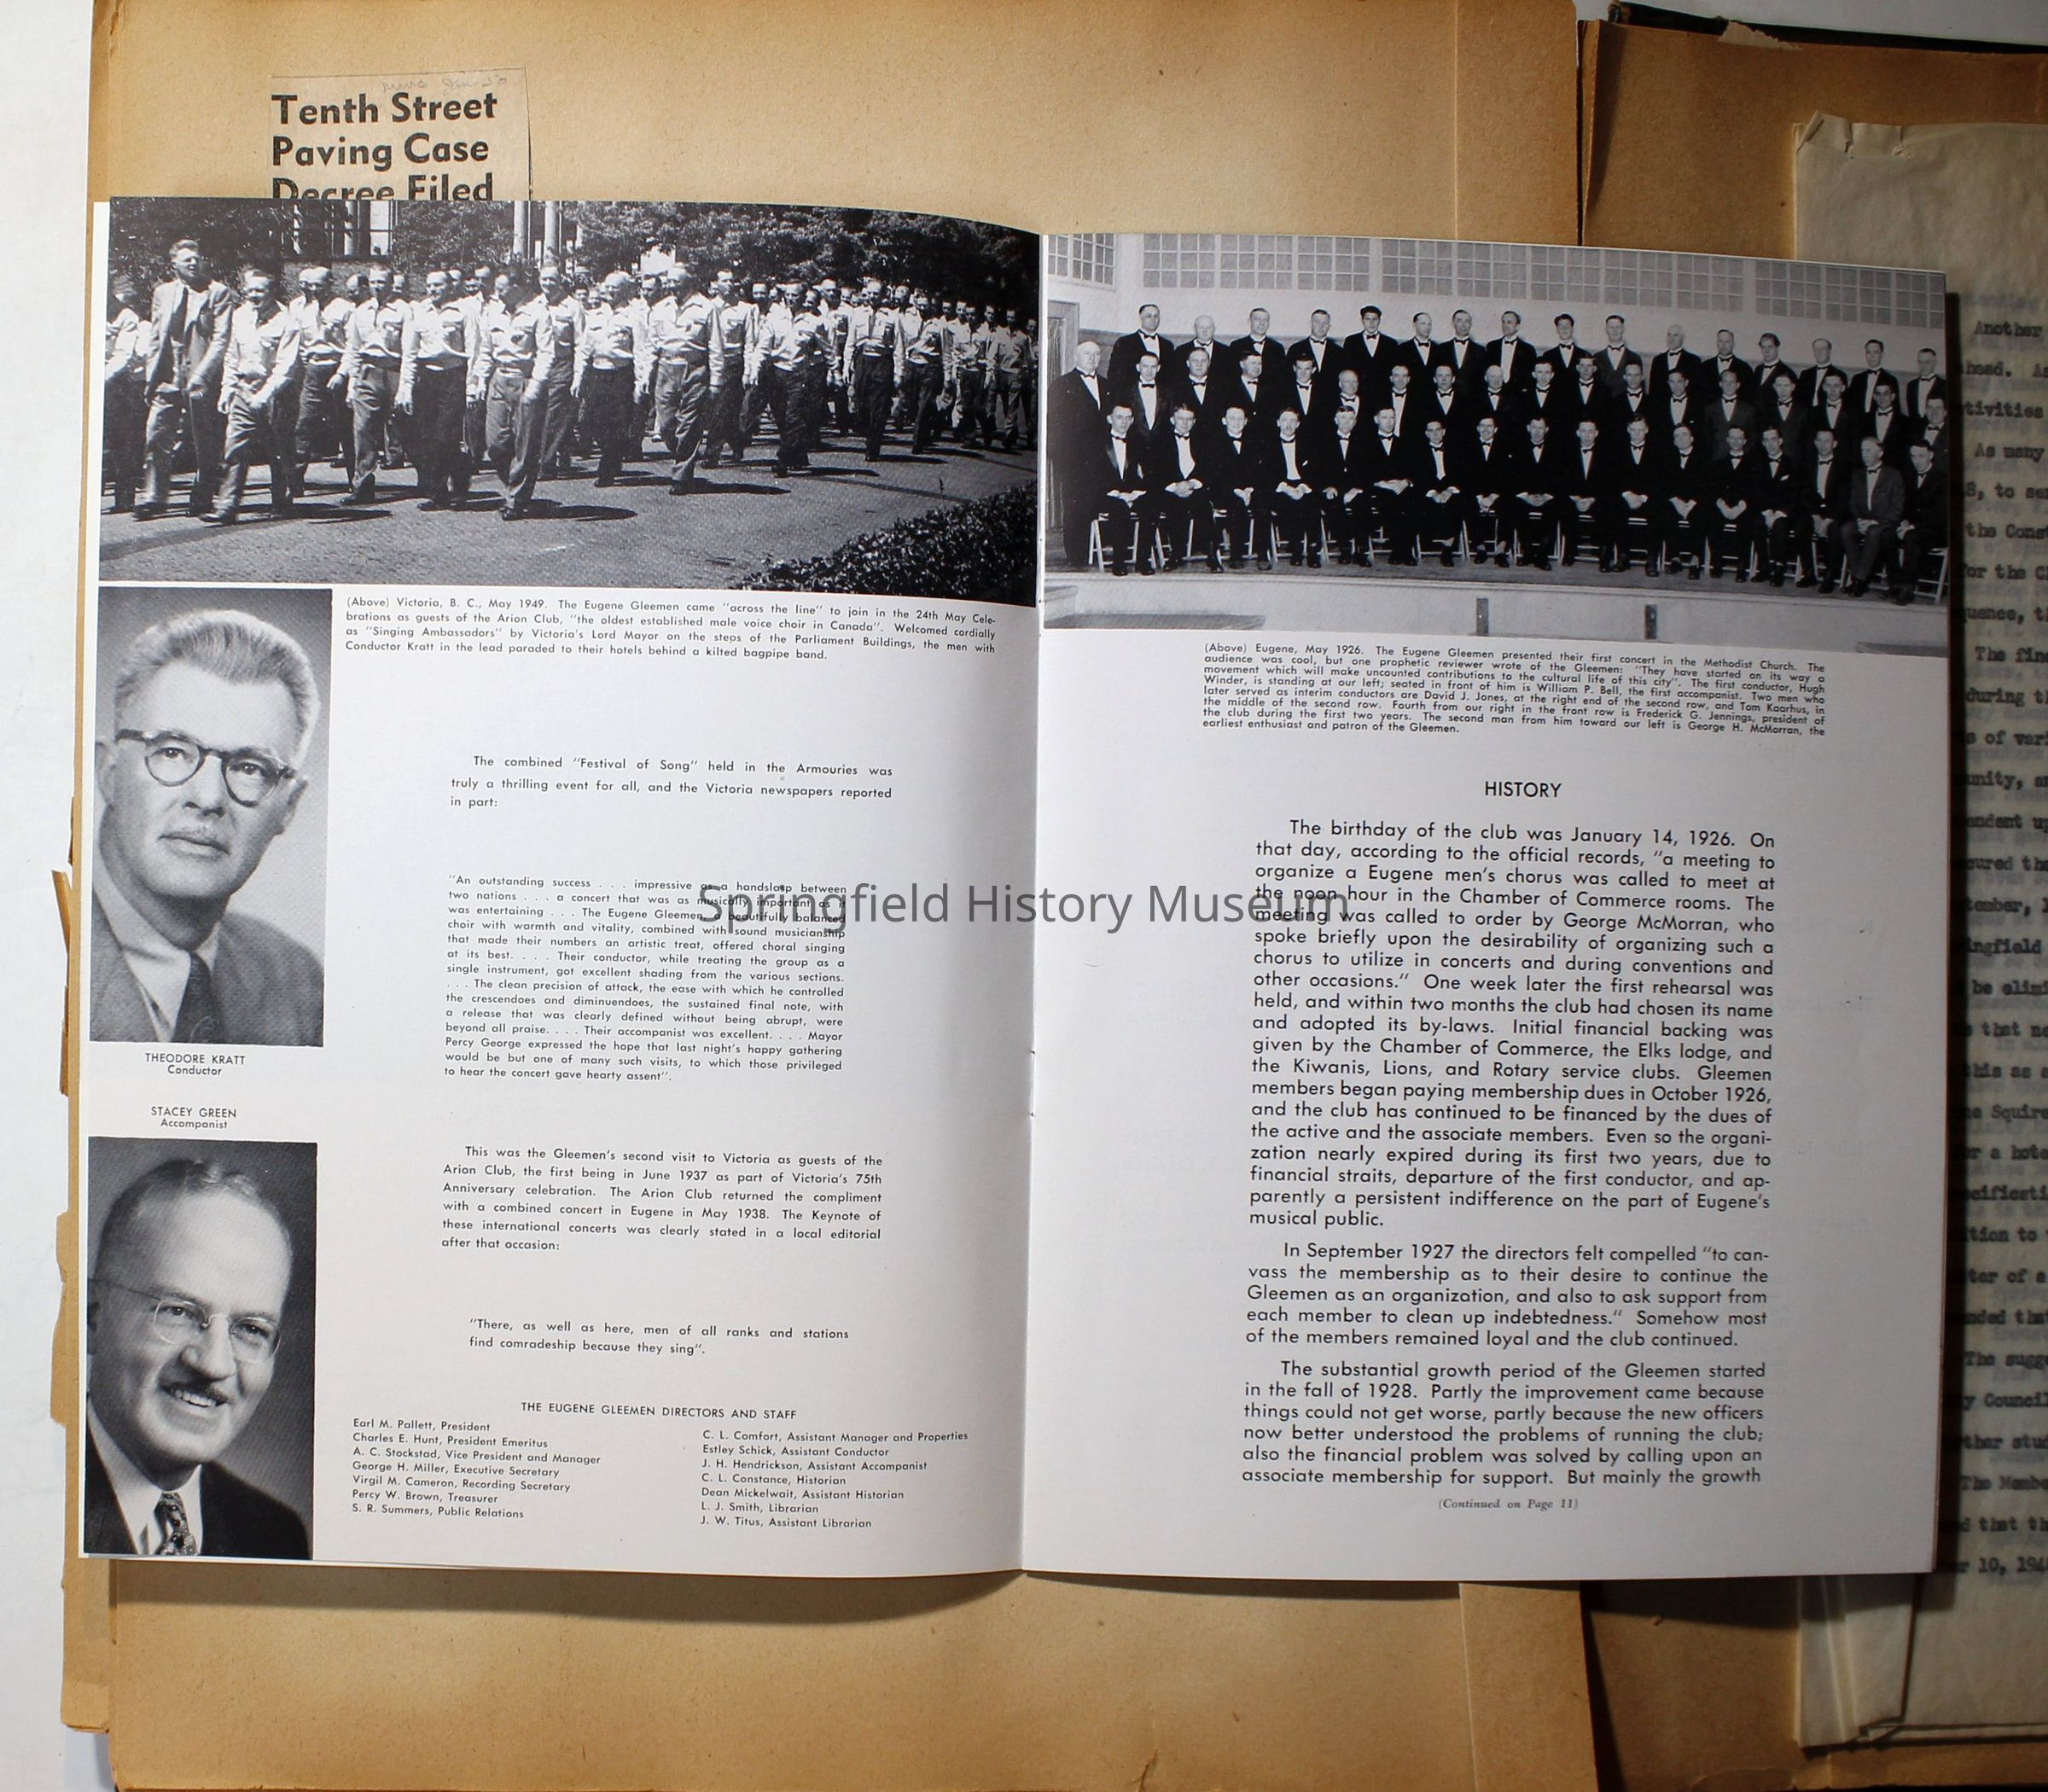 Tenth Street
Paving Case
Decree Filed
(Above) Victoria, B. C., May 1949. The Eugene Gleemen came "across the line" to join in the 24th May Cele-
brations as guests of the Arion Club, "the oldest established male voice choir in Canada". Welcomed cordially
as "Singing Ambassadors" by Victoria's Lord Mayor on the steps of the Parliament Buildings, the men with
Conductor Kratt in the lead paraded to their hotels behind a kilted bagpipe band.
The combined "Festival of Song" held in the Armouries was
truly a thrilling event for all, and the Victoria newspapers reported
in part:
"An outstanding success . . . impressive as a handslasp between
two nations . . . a concert that was as musically important as it
was entertaining . . . The Eugene Gleemen, a beautifully balanced
choir with warmth and vitality, combined with sound musicianship
that made their numbers an artistic treat, offered choral singing
at its best. . . . Their conductor, while treating the group as a
single instrument, got excellent shading from the various sections.
. . . The clean precision of attack, the ease with which he controlled
the crescendoes and diminuendoes, the sustained final note, with
a release that was clearly defined without being abrupt, were
beyond all praise. . . . Their accompanist was excellent. . . . Mayor
Percy George expressed the hope that last night's happy gathering
would be but one of many such visits, to which those privileged
to hear the concert gave hearty assent".
THEODORE KRATT
Conductor
STACEY GREEN
Accompanist
This was the Gleemen's second visit to Victoria as guests of the
Arion Club, the first being in June 1937 as part of Victoria's 75th
Anniversary celebration. The Arion Club returned the compliment
with a combined concert in Eugene in May 1938. The Keynote of
these international concerts was clearly stated in a local editorial
after that occasion:
"There, as well as here, men of all ranks and stations
find comradeship because they sing".
THE EUGENE GLEEMEN DIRECTORS AND STAFF
Earl M. Pallett, President
Charles E. Hunt, President Emeritus
A. C. Stockstad, Vice President and Manager
George H. Miller, Executive Secretary
Virgil M. Cameron, Recording Secretary
Percy W. Brown, Treasurer
S. R. Summers, Public Relations
C. L. Comfort, Assistant Manager and Properties
Estley Schick, Assistant Conductor
J. H. Hendrickson, Assistant Accompanist
C. L. Constance, Historian
Dean Mickelwait, Assistant Historian
L. J. Smith, Librarian
J. W. Titus, Assistant Librarian
(Above) Eugene, May 1926. The Eugene Gleemen presented their first concert in the Methodist Church. The
audience was cool, but one prophetic reviewer wrote of the Gleemen: "They have started on its way a
movement which will make uncounted contributions to the cultural life of this city". The first conductor, Hugh
Winder, is standing at our left; seated in front of him is William P. Bell, the first accompanist. Two men who
later served as interim conductors are David J. Jones, at the right end of the second row, and Tom Kaarhus, in
the middle of the second row. Fourth from our right in the front row is Frederick G. Jennings, president of
the club during the first two years. The second man from him toward our left is George H. McMorran, the
earliest enthusiast and patron of the Gleemen.
HISTORY
The birthday of the club was January 14, 1926. On
that day, according to the official records, "a meeting to
organize a Eugene men's chorus was called to meet at
the noon hour in the Chamber of Commerce rooms. The
meeting was called to order by George McMorran, who
spoke briefly upon the desirability of organizing such a
chorus to utilize in concerts and during conventions and
other occasions." One week later the first rehearsal was
held, and within two months the club had chosen its name
and adopted its by-laws. Initial financial backing was
given by the Chamber of Commerce, the Elks lodge, and
the Kiwanis, Lions, and Rotary service clubs. Gleemen
members began paying membership dues in October 1926,
and the club has continued to be financed by the dues of
the active and the associate members. Even so the organi-
zation nearly expired during its first two years, due to
financial straits, departure of the first conductor, and ap-
parently a persistent indifference on the part of Eugene's
musical public.
In September 1927 the directors felt compelled "to can-
vass the membership as to their desire to continue the
Gleemen as an organization, and also to ask support from
each member to clean up indebtedness." Somehow most
of the members remained loyal and the club continued.
The substantial growth period of the Gleemen started
in the fall of 1928. Partly the improvement came because
things could not get worse, partly because the new officers
now better understood the problems of running the club;
also the financial problem was solved by calling upon an
associate membership for support. But mainly the growth
(Continued on Page 11)
Springfield History Museum
Another
head. As
As many
8, to se
the Cons
for the C
The fin
during t
of var